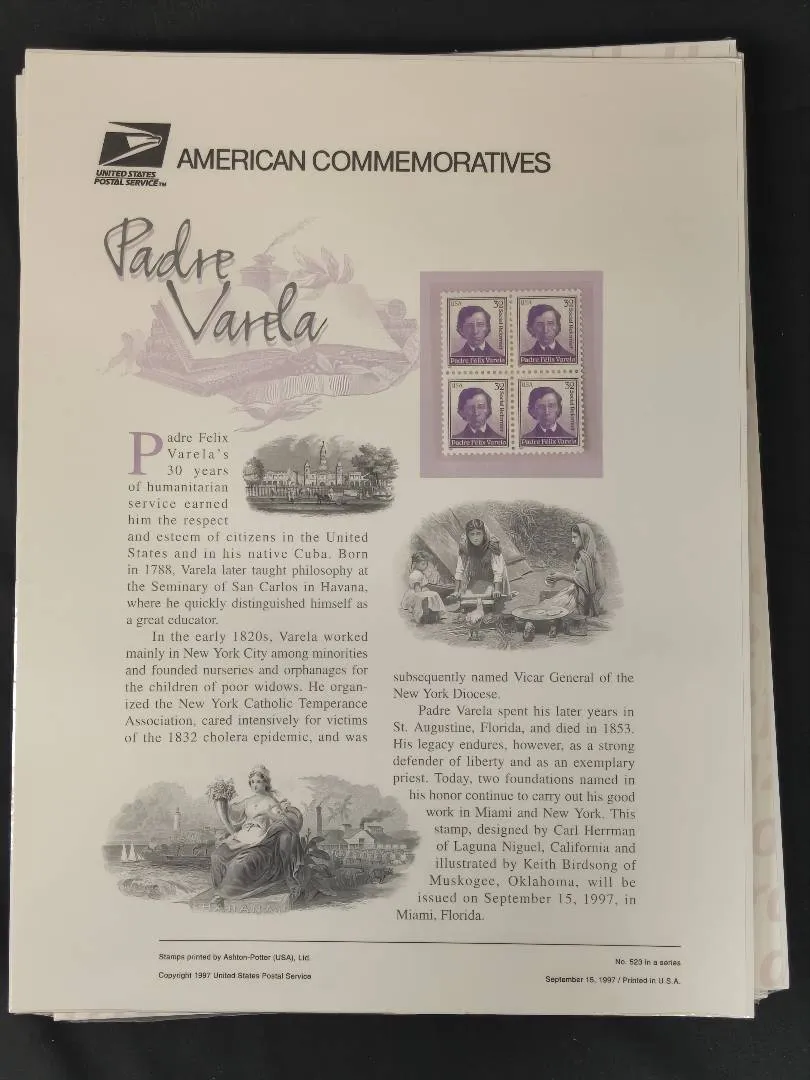 UNITED STATES
POSTAL SERVICE™
AMERICAN COMMEMORATIVES
Padre
Varela
USA 32
Social Reformer
Padre Félix Varela
USA 32
Social Reformer
Padre Félix Varela
USA 32
Social Reformer
Padre Félix Varela
USA 32
Social Reformer
Padre Félix Varela
Padre Felix
Varela's
30 years
of humanitarian
service earned
him the respect
and esteem of citizens in the United
States and in his native Cuba. Born
in 1788, Varela later taught philosophy at
the Seminary of San Carlos in Havana,
where he quickly distinguished himself as
a great educator.
In the early 1820s, Varela worked
mainly in New York City among minorities
and founded nurseries and orphanages for
the children of poor widows. He organ-
ized the New York Catholic Temperance
Association, cared intensively for victims
of the 1832 cholera epidemic, and was
subsequently named Vicar General of the
New York Diocese.
Padre Varela spent his later years in
St. Augustine, Florida, and died in 1853.
His legacy endures, however, as a strong
defender of liberty and as an exemplary
priest. Today, two foundations named in
his honor continue to carry out his good
work in Miami and New York. This
stamp, designed by Carl Herrman
of Laguna Niguel, California and
illustrated by Keith Birdsong of
Muskogee, Oklahoma, will be
issued on September 15, 1997, in
Miami, Florida.
Stamps printed by Ashton-Potter (USA), Ltd.
Copyright 1997 United States Postal Service
No. 523 in a series
September 15, 1997 / Printed in U.S.A.